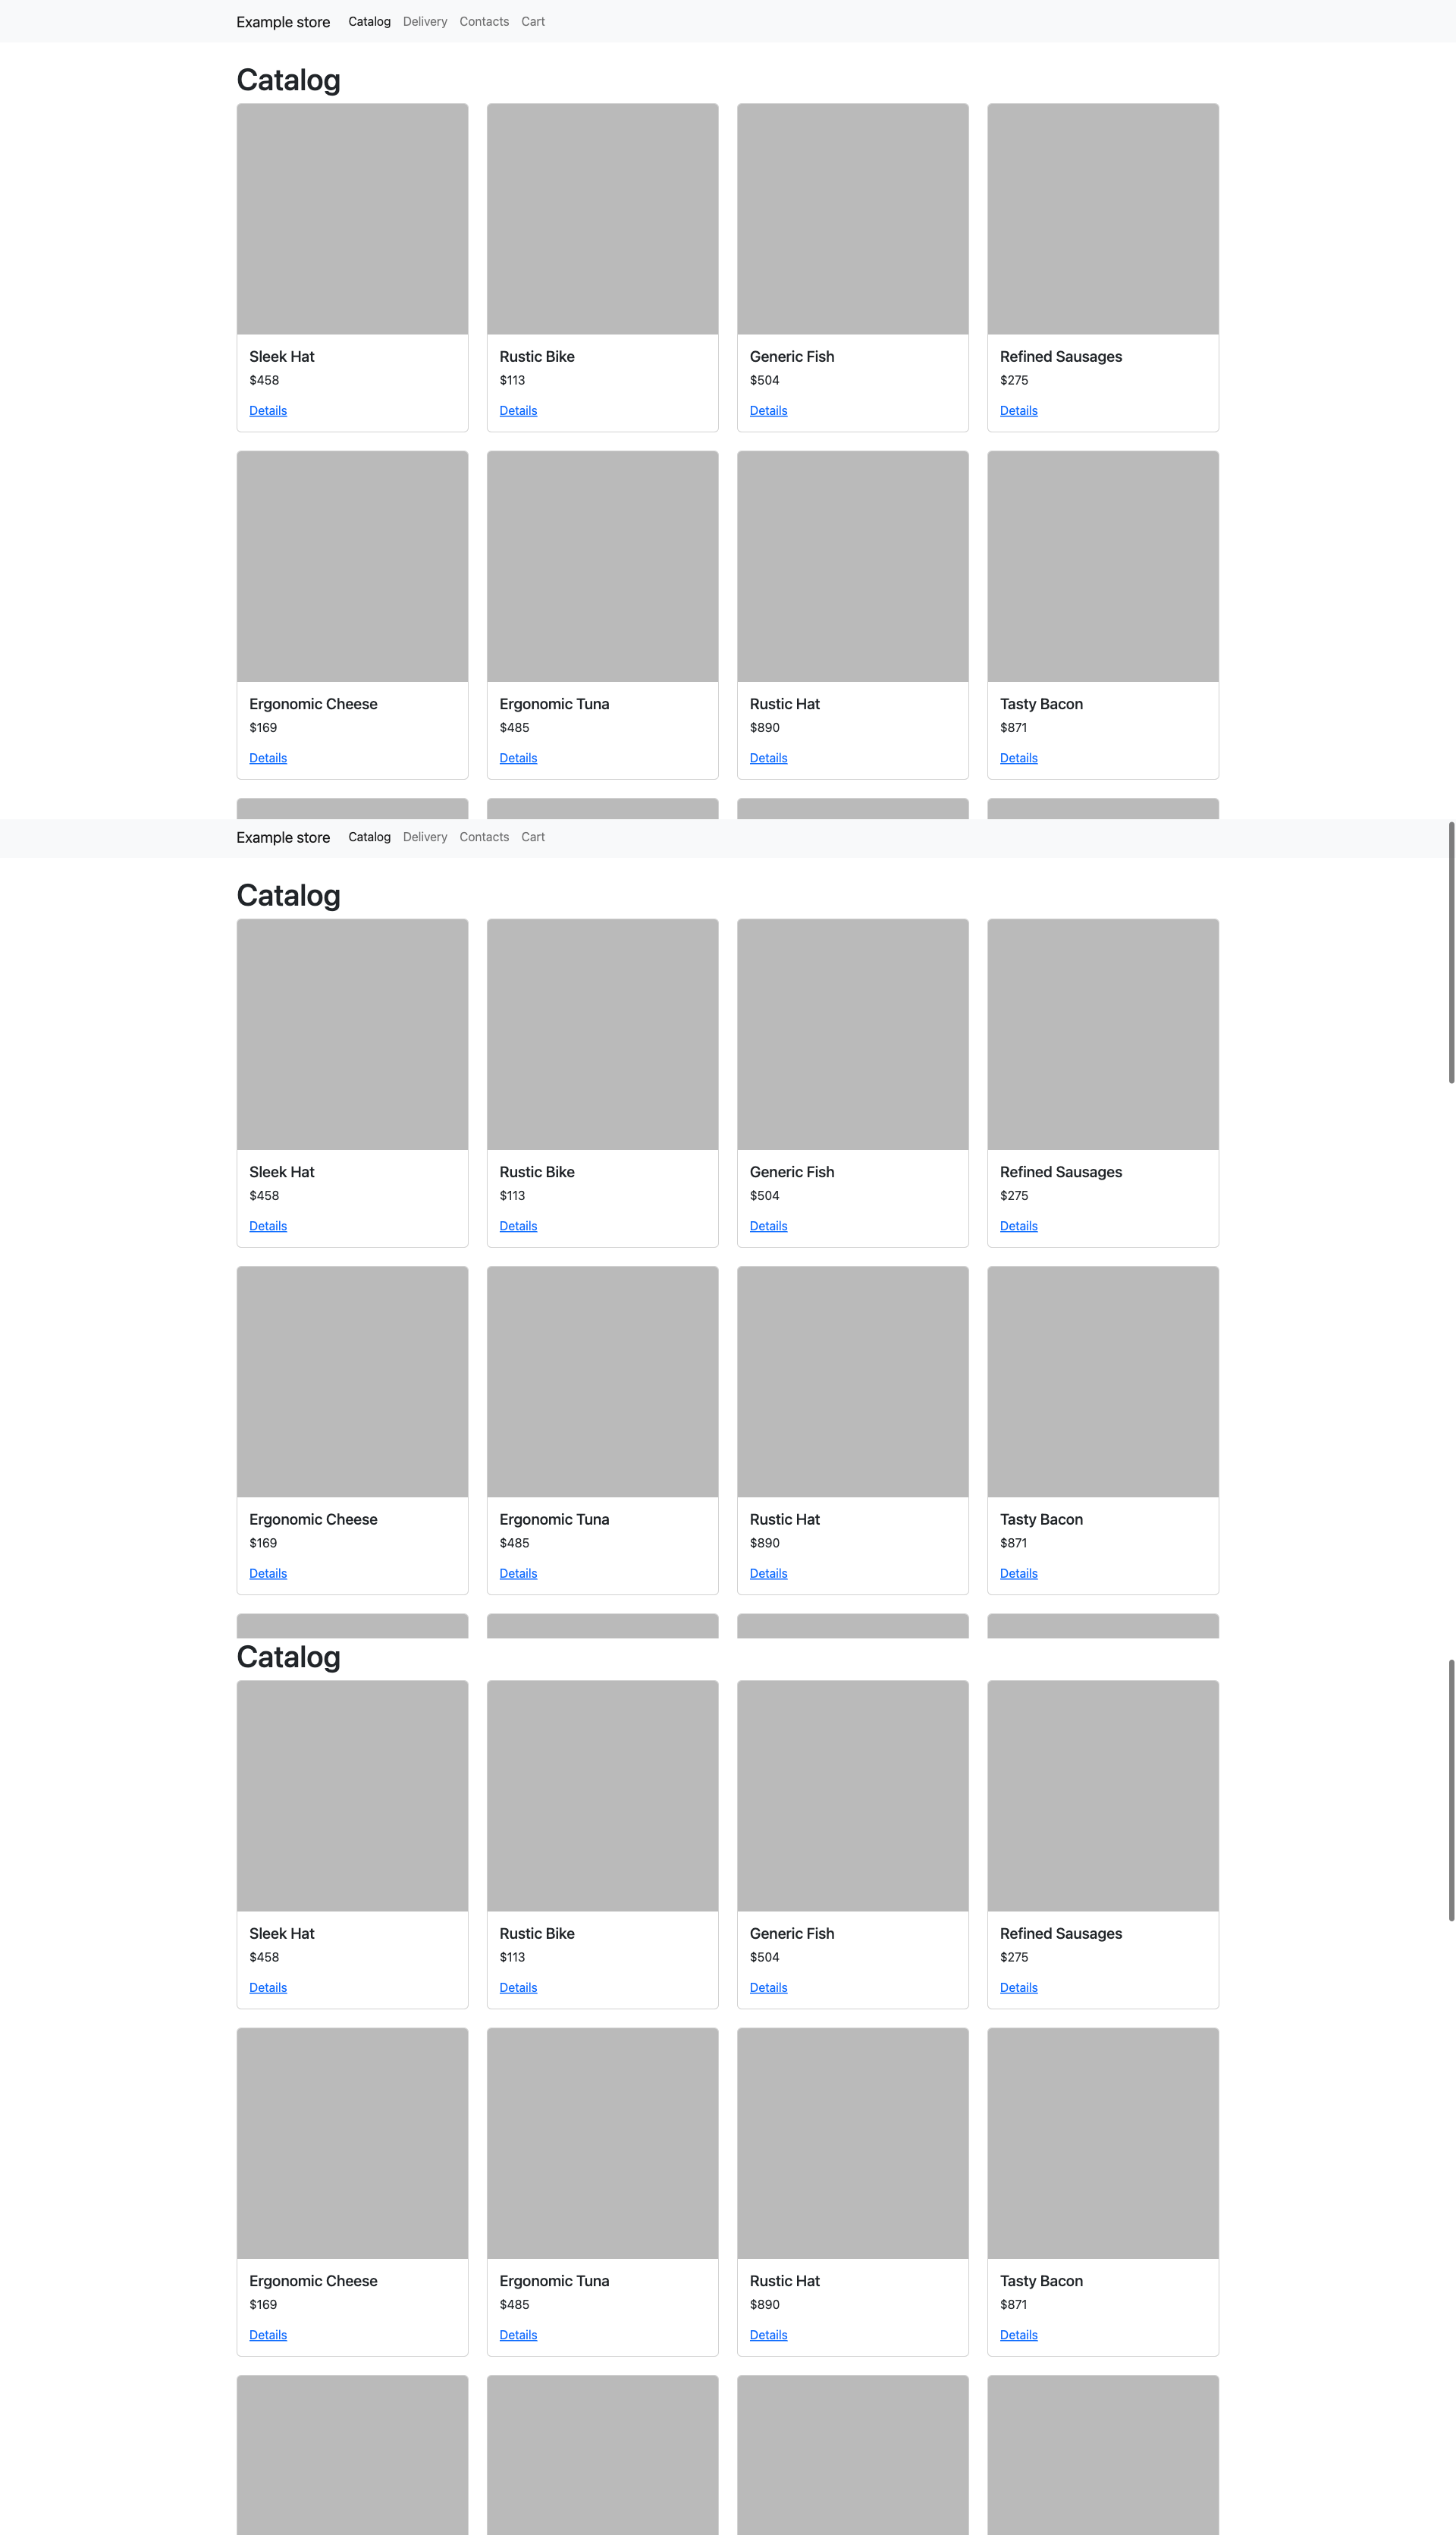 Example store Catalog Delivery Contacts Cart
Catalog
Sleek Hat Rustic Bike Generic Fish Refined Sausages
$458 $113 $504 $275
Details Details Details Details
Ergonomic Cheese Ergonomic Tuna Rustic Hat Tasty Bacon
$169 $485 $890 $871
Details Details Details Details
Example store Catalog Delivery Contacts Cart
Catalog
Sleek Hat Rustic Bike Generic Fish Refined Sausages
$458 $113 $504 $275
Details Details Details Details
Ergonomic Cheese Ergonomic Tuna Rustic Hat Tasty Bacon
$169 $485 $890 $871
Details Details Details Details
Catalog
Sleek Hat Rustic Bike Generic Fish Refined Sausages
$458 $113 $504 $275
Details Details Details Details
Ergonomic Cheese Ergonomic Tuna Rustic Hat Tasty Bacon
$169 $485 $890 $871
Details Details Details Details